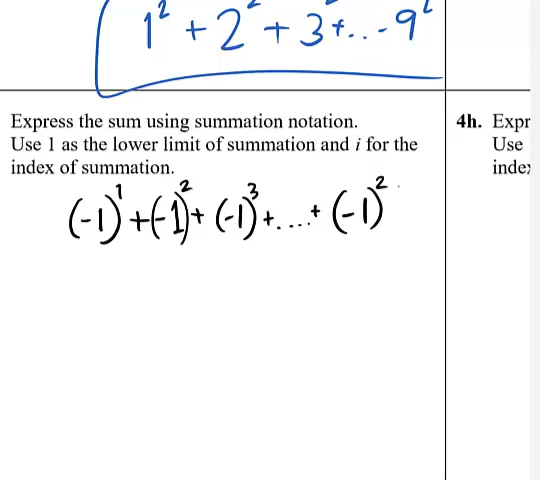 1² + 2² + 3² + ... - 9²
Express the sum using summation notation.
Use 1 as the lower limit of summation and i for the
index of summation.
(-1)¹ + (-1)² + (-1)³ + .... + (-1)²
4h. Expr
Use
index